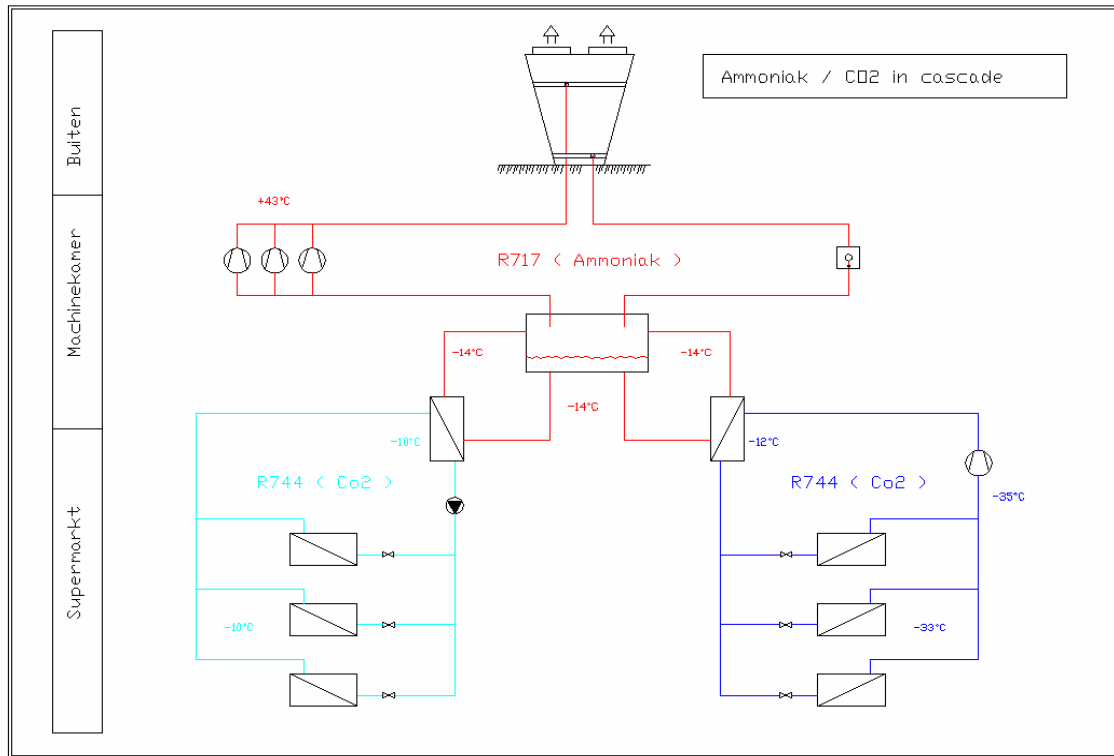 Ammoniak / CO2 in cascade
Buiten
Machinekamer
Supermarkt
+43°C
R717 ( Ammoniak )
-14°C
-14°C
-14°C
-10°C
-12°C
R744 ( Co2 )
R744 ( Co2 )
-35°C
-10°C
-33°C